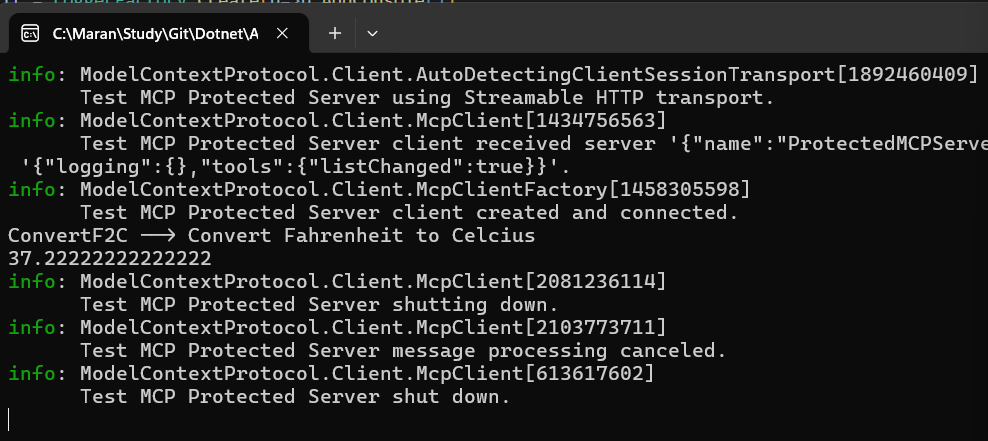 C:\Maran\Study\Git\Dotnet\A
info: ModelContextProtocol.Client.AutoDetectingClientSessionTransport[1892460409]
Test MCP Protected Server using Streamable HTTP transport.
info: ModelContextProtocol.Client.McpClient[1434756563]
Test MCP Protected Server client received server '{"name":"ProtectedMCPServe
'{"logging":{},"tools":{"listChanged":true}}'.
info: ModelContextProtocol.Client.McpClientFactory[1458305598]
Test MCP Protected Server client created and connected.
ConvertF2C ──> Convert Fahrenheit to Celcius
37.22222222222222
info: ModelContextProtocol.Client.McpClient[2081236114]
Test MCP Protected Server shutting down.
info: ModelContextProtocol.Client.McpClient[2103773711]
Test MCP Protected Server message processing canceled.
info: ModelContextProtocol.Client.McpClient[613617602]
Test MCP Protected Server shut down.